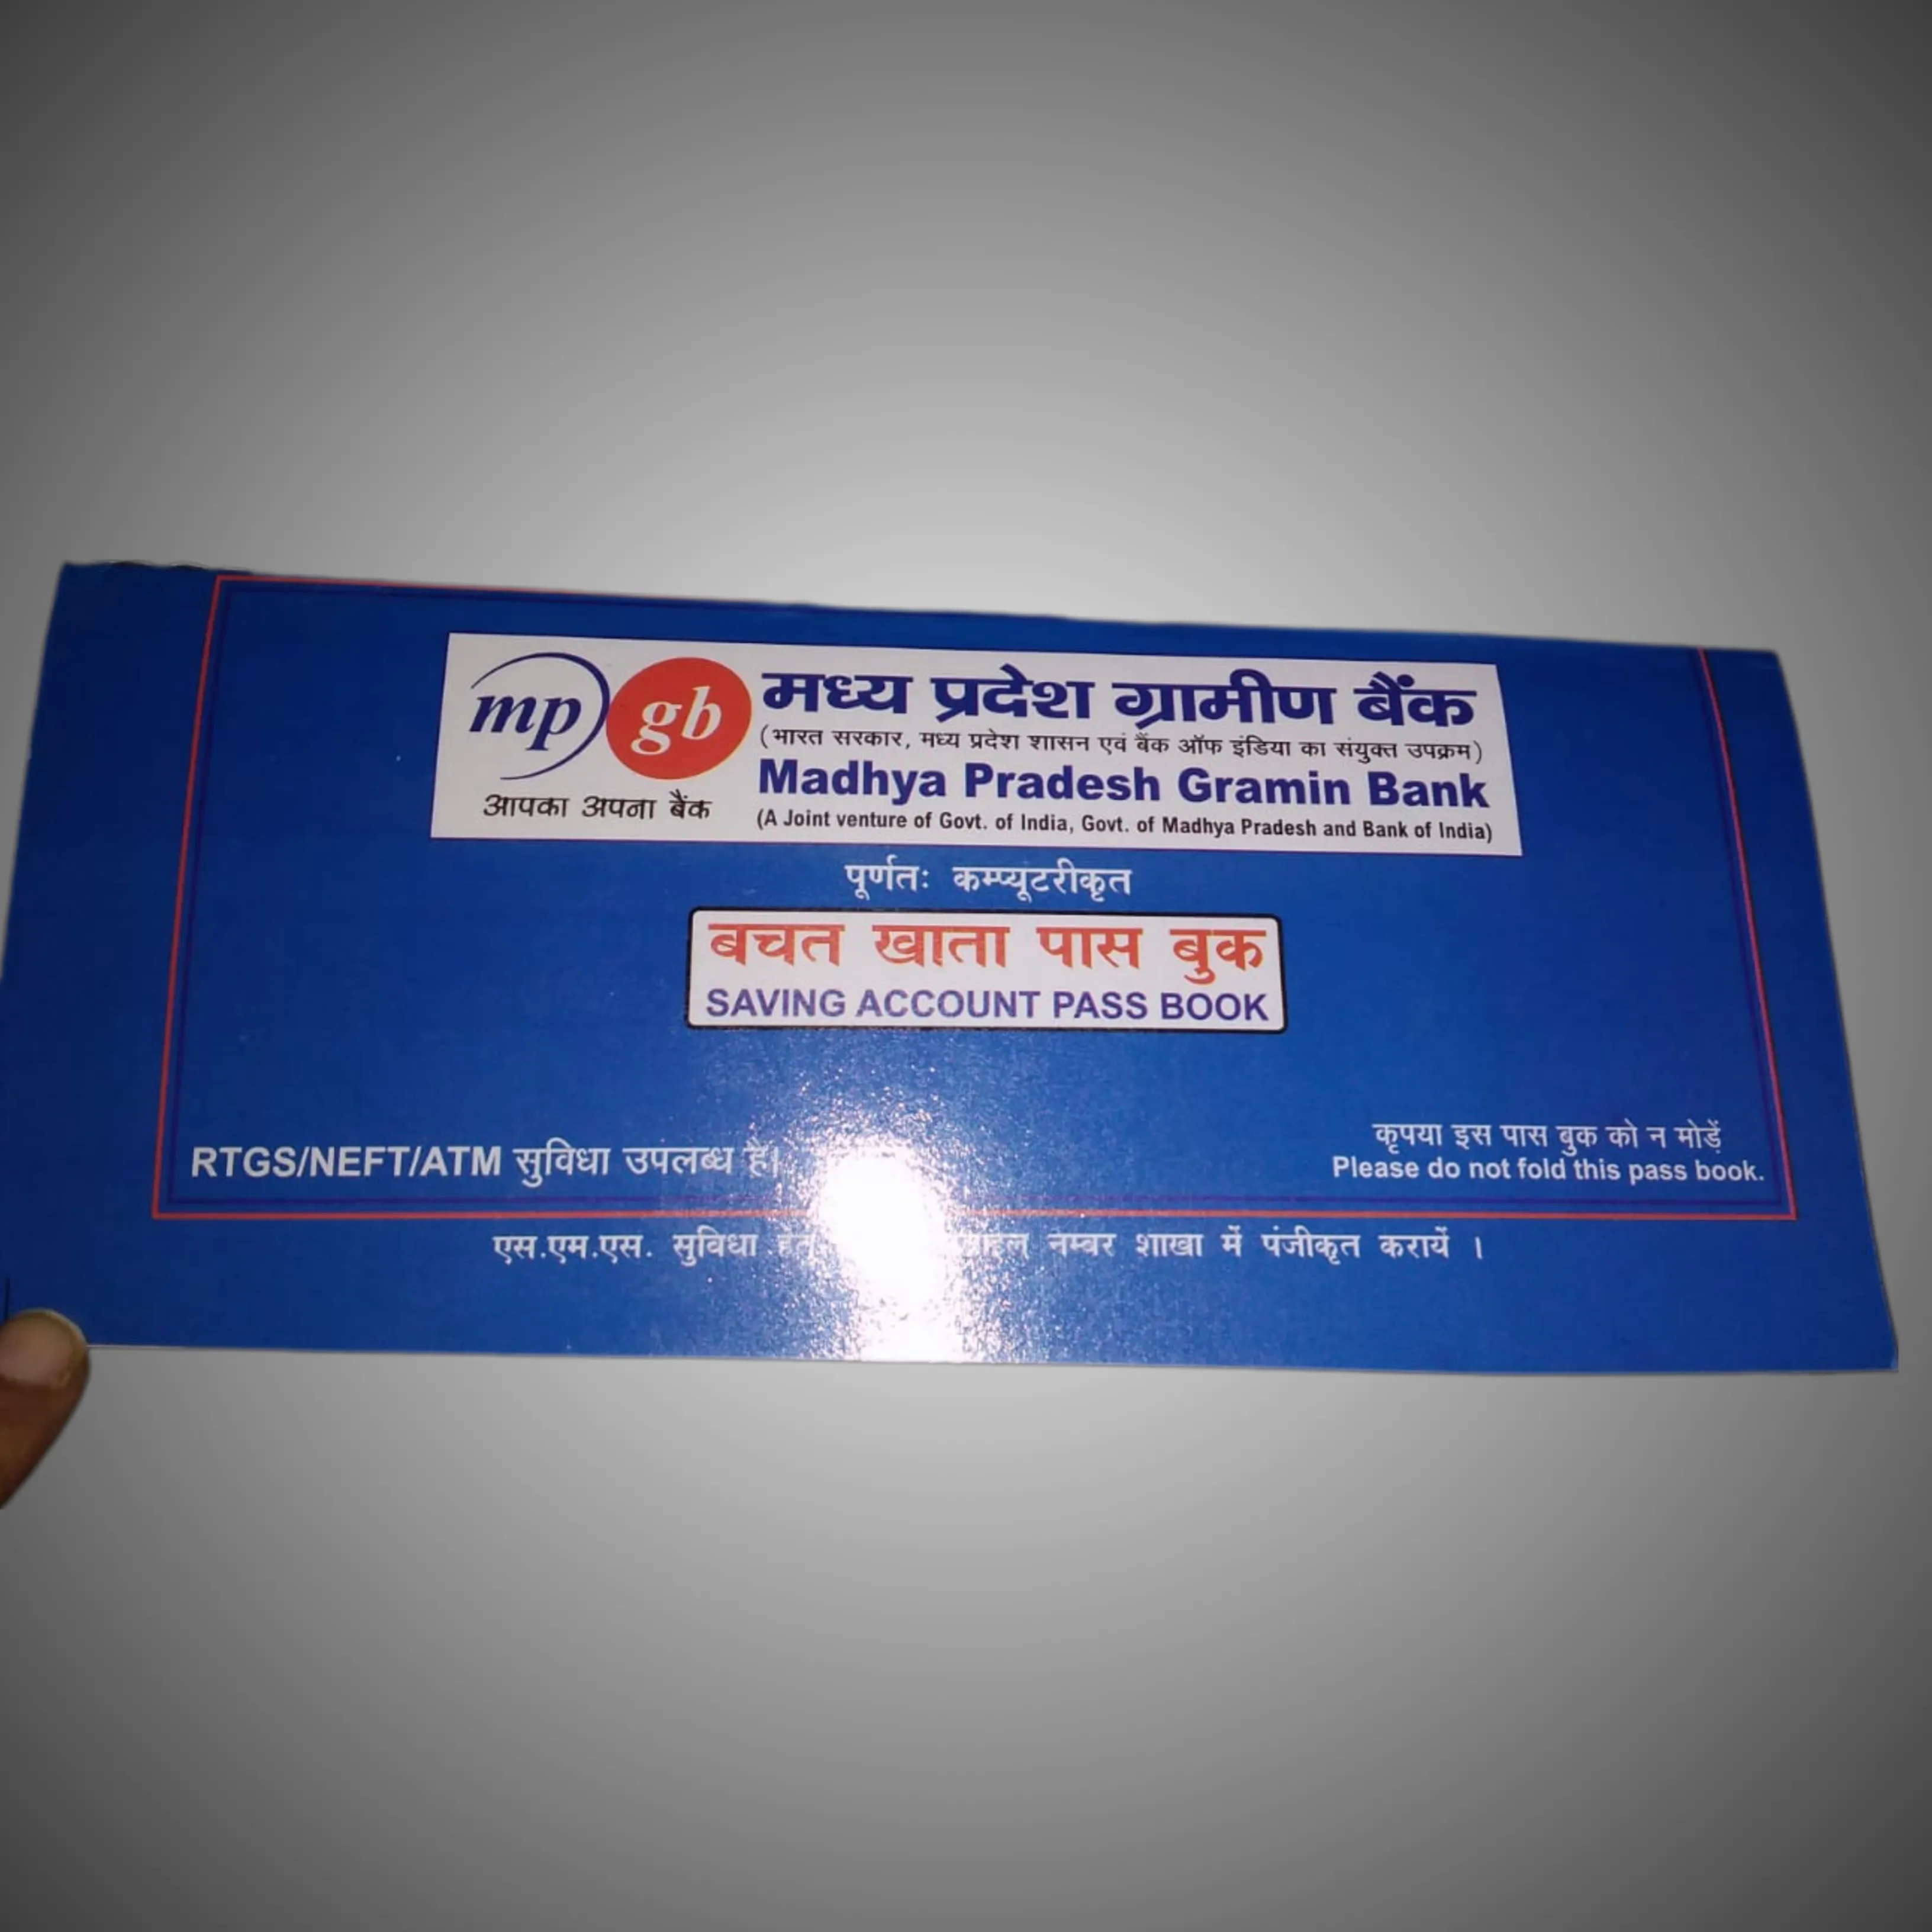 mp gb
आपका अपना बैंक
मध्य प्रदेश ग्रामीण बैंक
(भारत सरकार, मध्य प्रदेश शासन एवं बैंक ऑफ इंडिया का संयुक्त उपक्रम)
Madhya Pradesh Gramin Bank
(A Joint venture of Govt. of India, Govt. of Madhya Pradesh and Bank of India)
पूर्णतः कम्प्यूटरीकृत
बचत खाता पास बुक
SAVING ACCOUNT PASS BOOK
RTGS/NEFT/ATM सुविधा उपलब्ध है।
कृपया इस पास बुक को न मोड़ें
Please do not fold this pass book.
एस.एम.एस. सुविधा नम्बर शाखा में पंजीकृत करायें ।